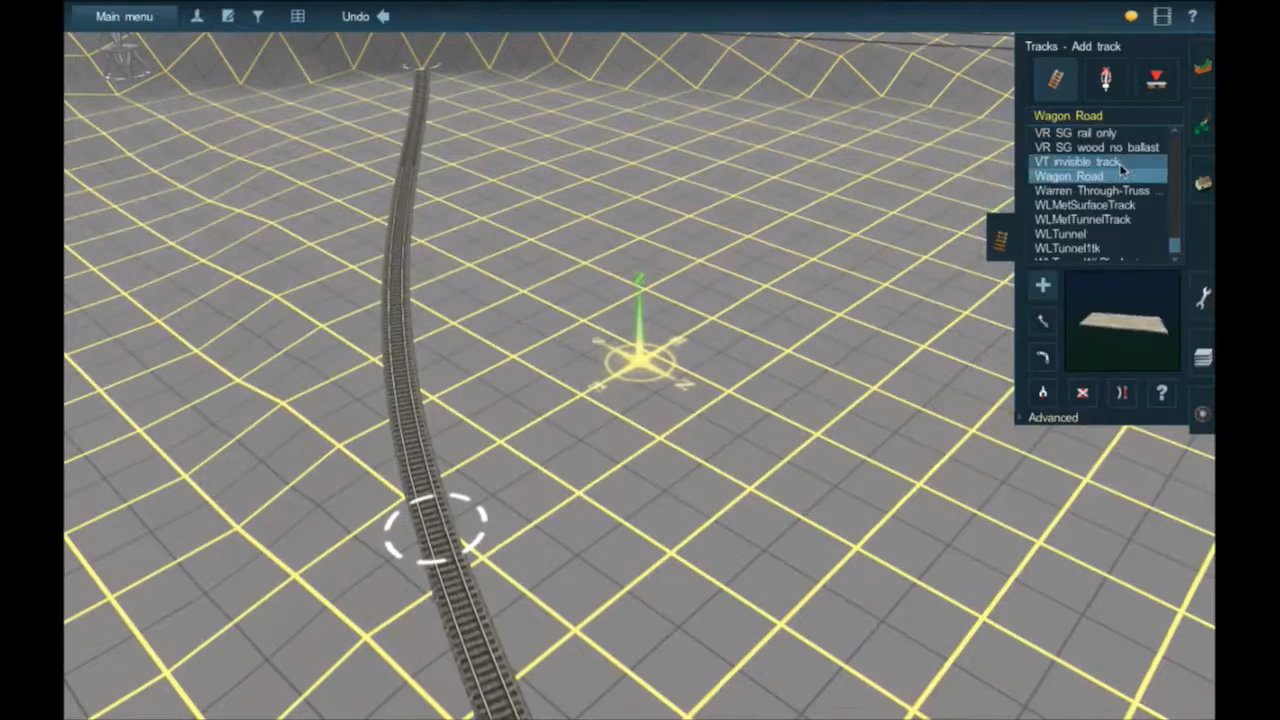 Main menu
Undo
?
Tracks - Add track
Wagon Road
VR SG rail only
VR SG wood no ballast
VT invisible track
Wagon Road
Warren Through-Truss ...
WLMetSurfaceTrack
WLMetTunnelTrack
WLTunnel
WLTunnel1tk
?
Advanced
Z